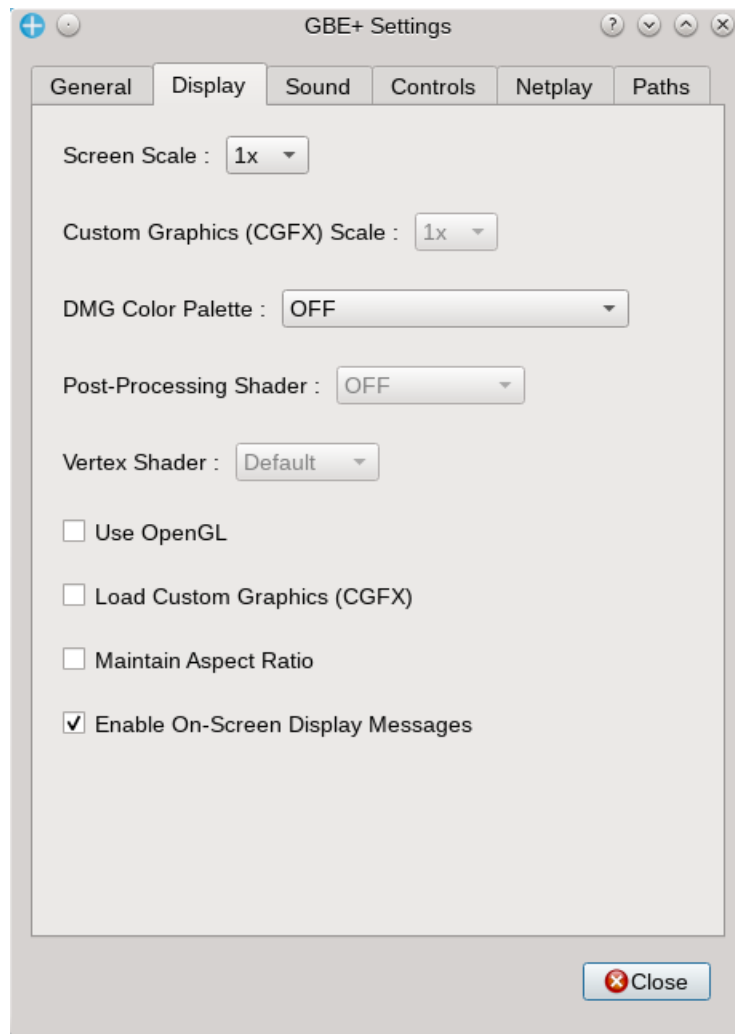 GBE+ Settings
General Display Sound Controls Netplay Paths
Screen Scale : 1x
Custom Graphics (CGFX) Scale : 1x
DMG Color Palette : OFF
Post-Processing Shader : OFF
Vertex Shader : Default
Use OpenGL
Load Custom Graphics (CGFX)
Maintain Aspect Ratio
Enable On-Screen Display Messages
Close